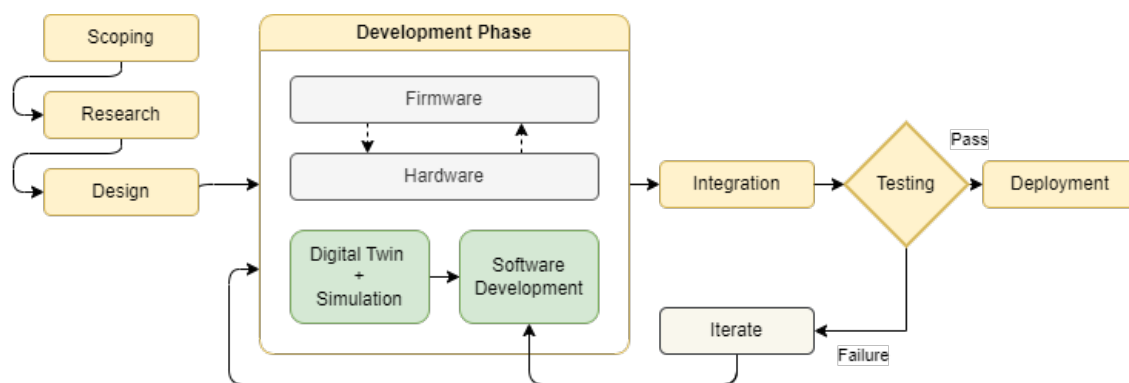 Scoping
Research
Design
Development Phase
Firmware
Hardware
Digital Twin
+
Simulation
Software
Development
Integration
Testing
Pass
Deployment
Iterate
Failure